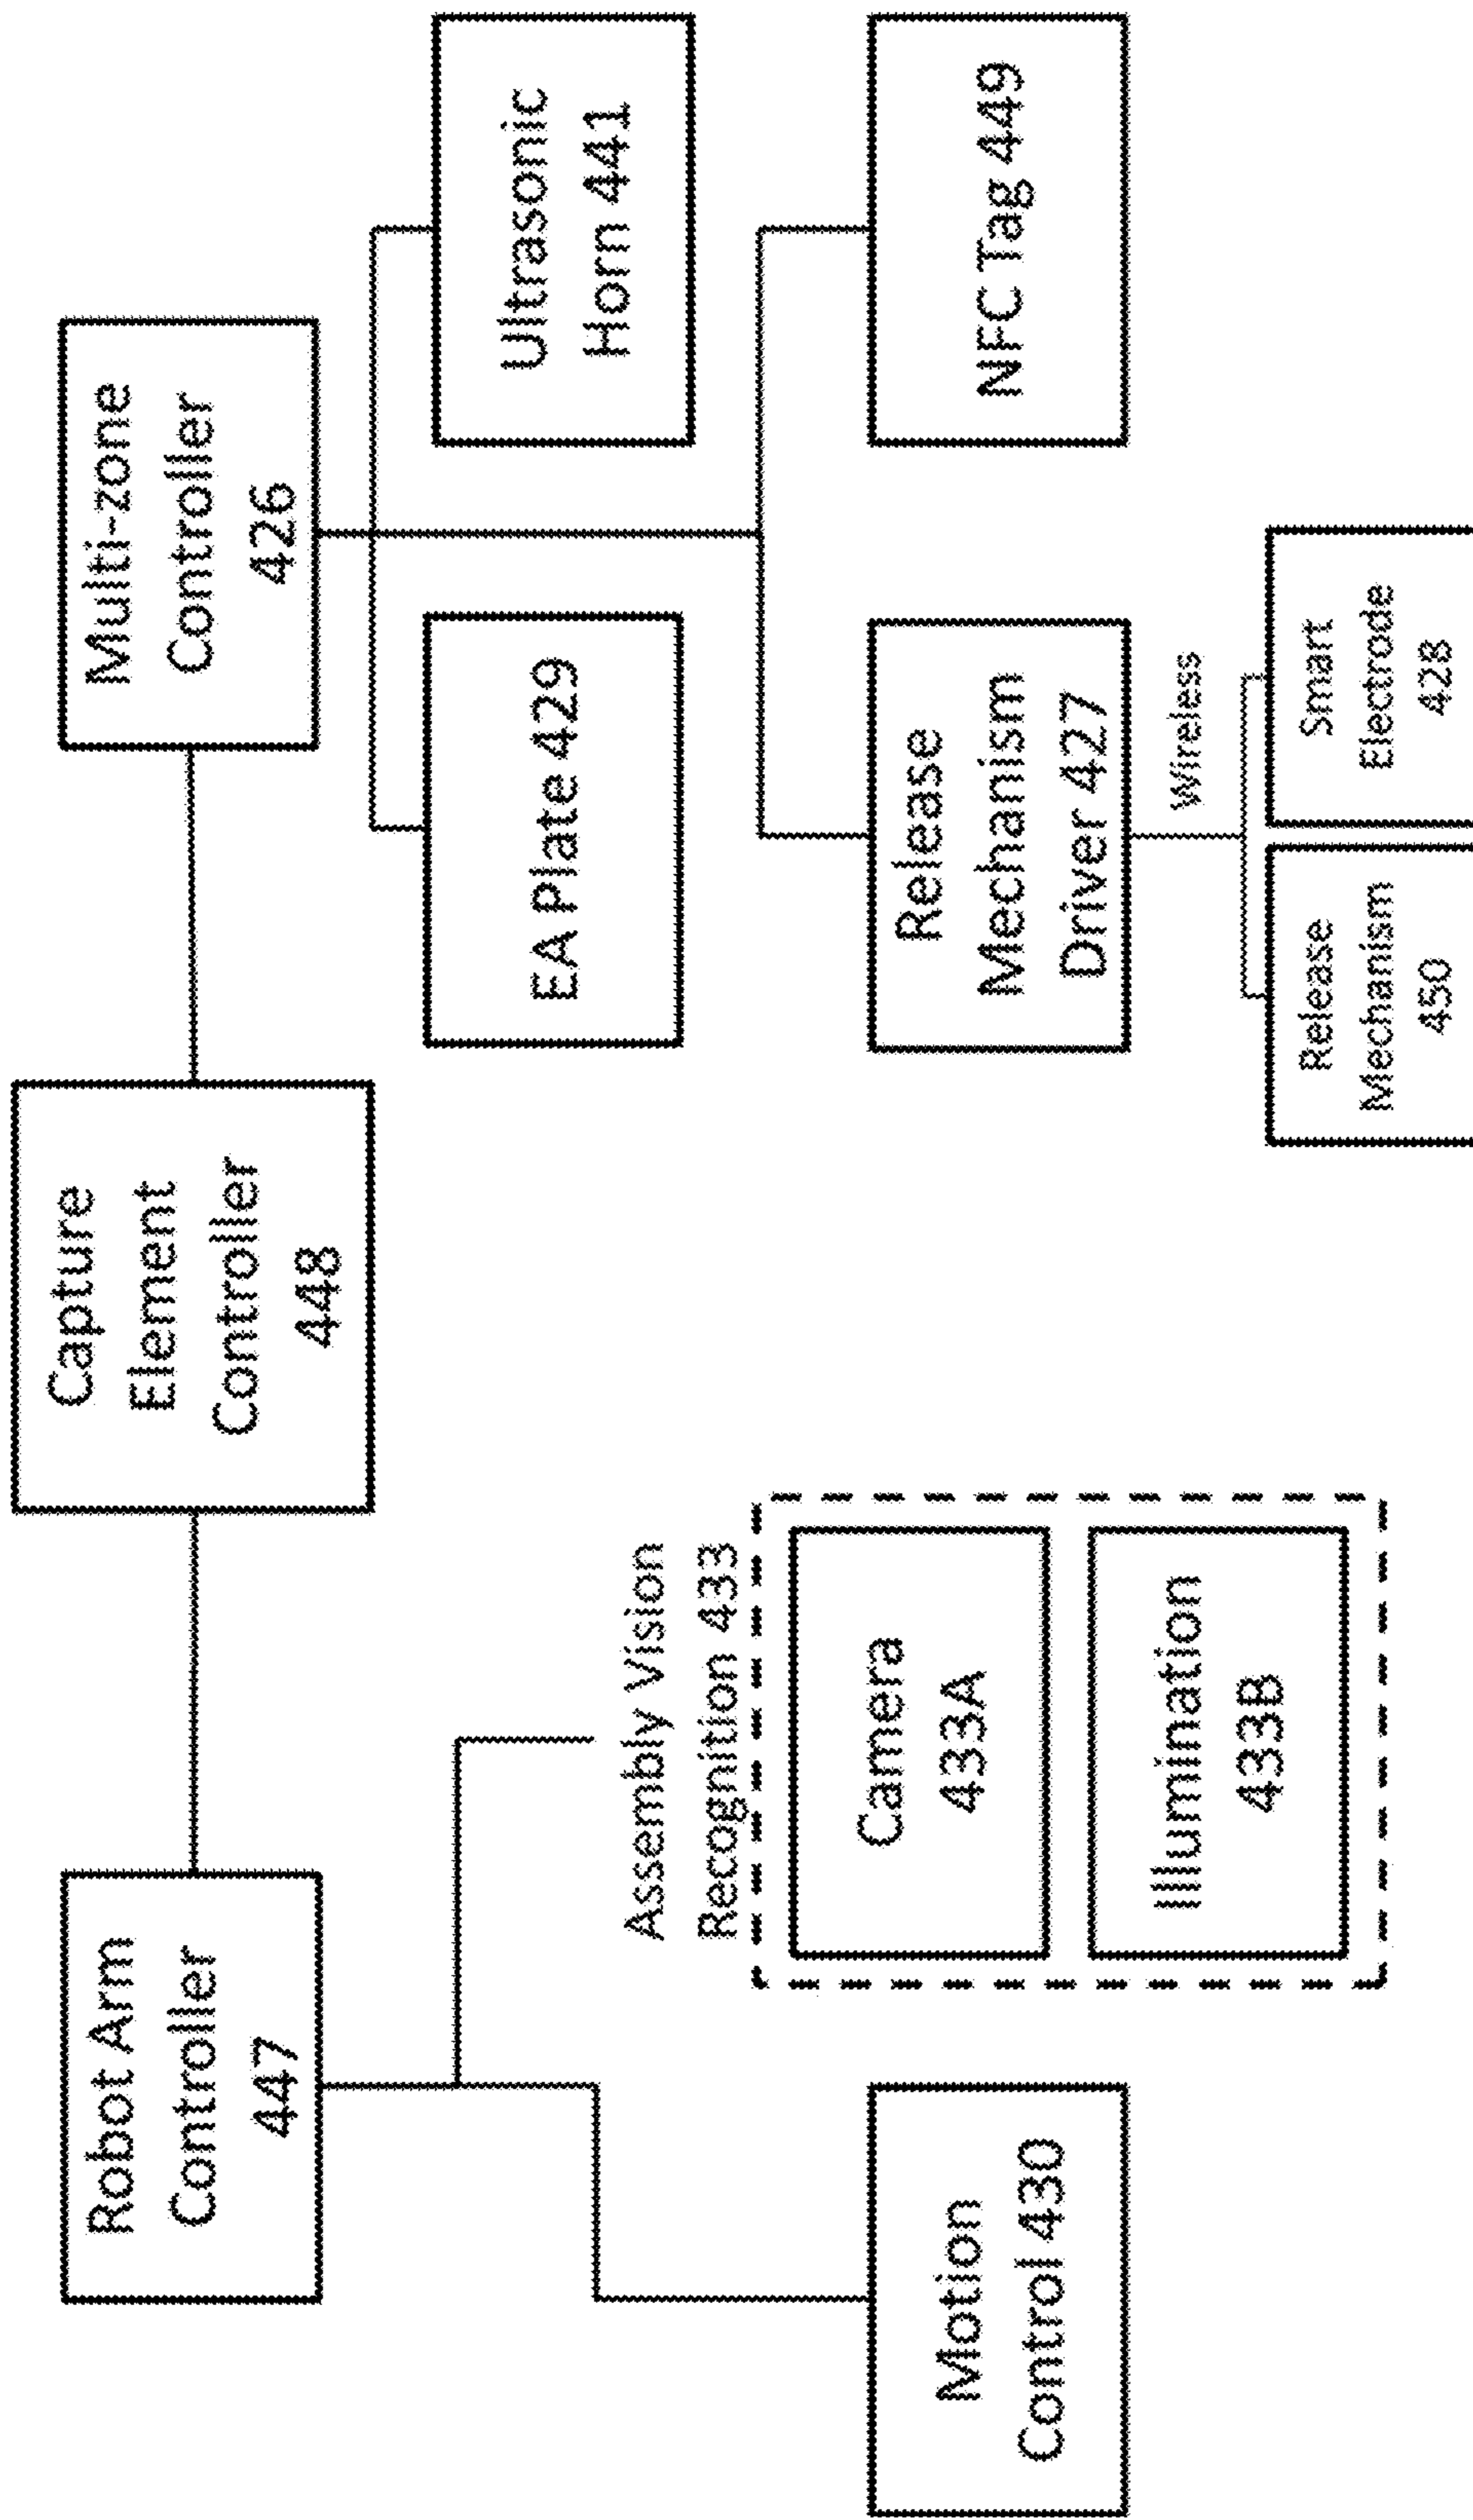 Robot Arm
Controller
447
Capture
Element
Controller
448
Multi-zone
Controller
426
EA Plate 429
Ultrasonic
Horn 441
Assembly Vision
Recognition 433
Camera
433A
Illumination
433B
Motion
Control 430
Release
Mechanism
Driver 427
NFC Tag 449
Wireless
Release
Mechanism
450
Smart
Electrode
428